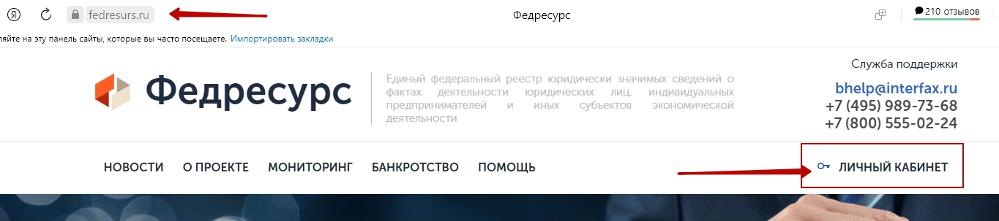 Я
fedresurs.ru
Федресурс
210 отзывов
ляйте на эту панель сайты, которые вы часто посещаете. Импортировать закладки
Служба поддержки
Федресурс
Единый федеральный реестр юридически значимых сведений о
фактах деятельности юридических лиц, индивидуальных
предпринимателей и иных субъектов экономической
деятельности
bhelp@interfax.ru
+7 (495) 989-73-68
+7 (800) 555-02-24
НОВОСТИ О ПРОЕКТЕ МОНИТОРИНГ БАНКРОТСТВО ПОМОЩЬ
ЛИЧНЫЙ КАБИНЕТ